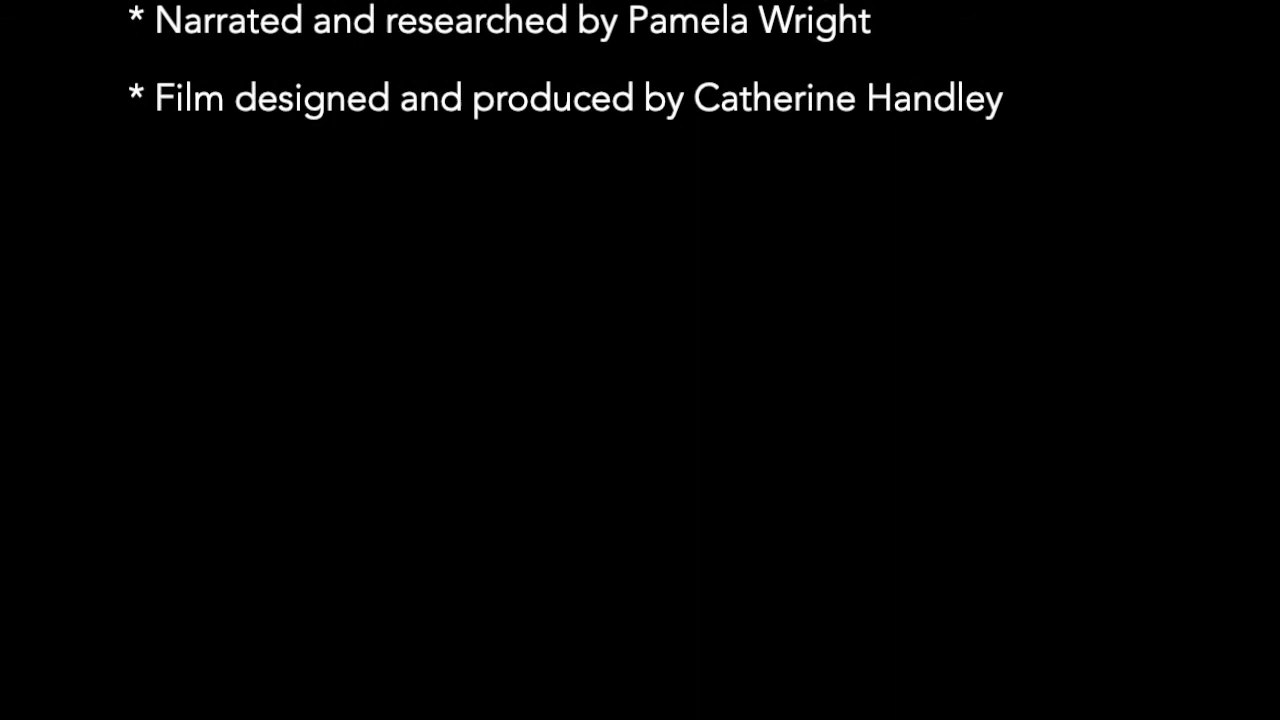 * Narrated and researched by Pamela Wright
* Film designed and produced by Catherine Handley